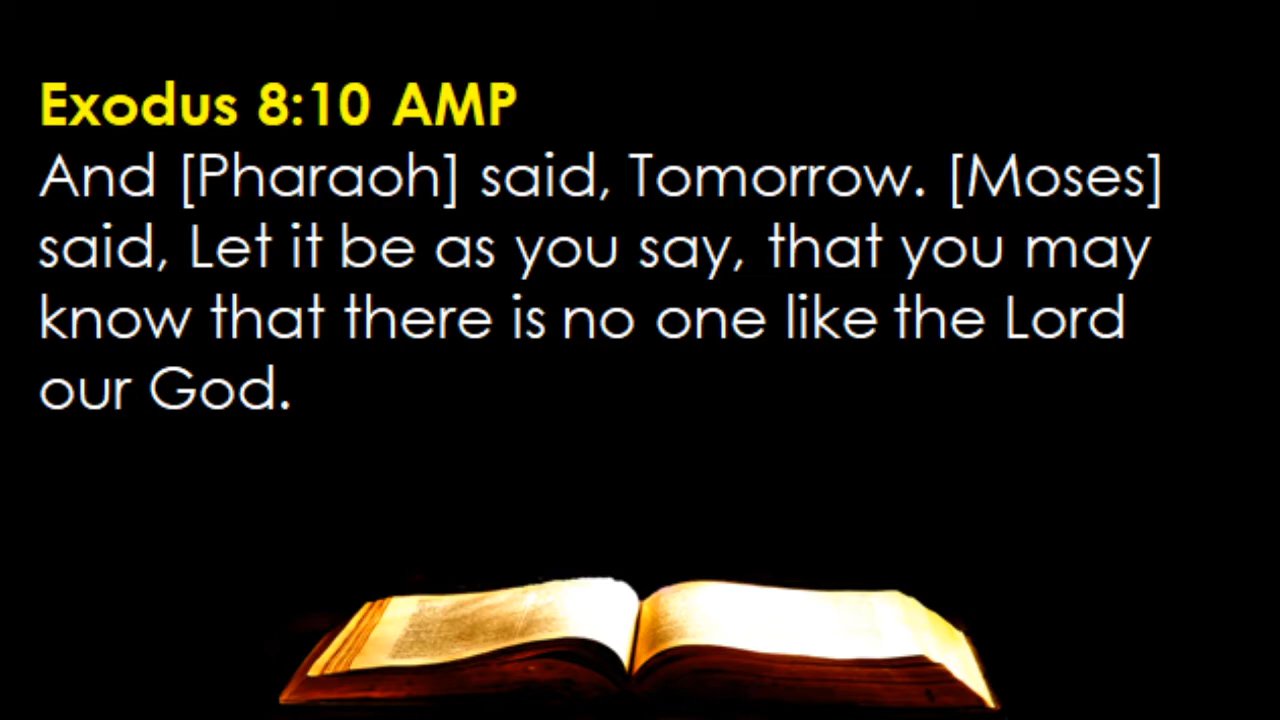 Exodus 8:10 AMP
And [Pharaoh] said, Tomorrow. [Moses]
said, Let it be as you say, that you may
know that there is no one like the Lord
our God.